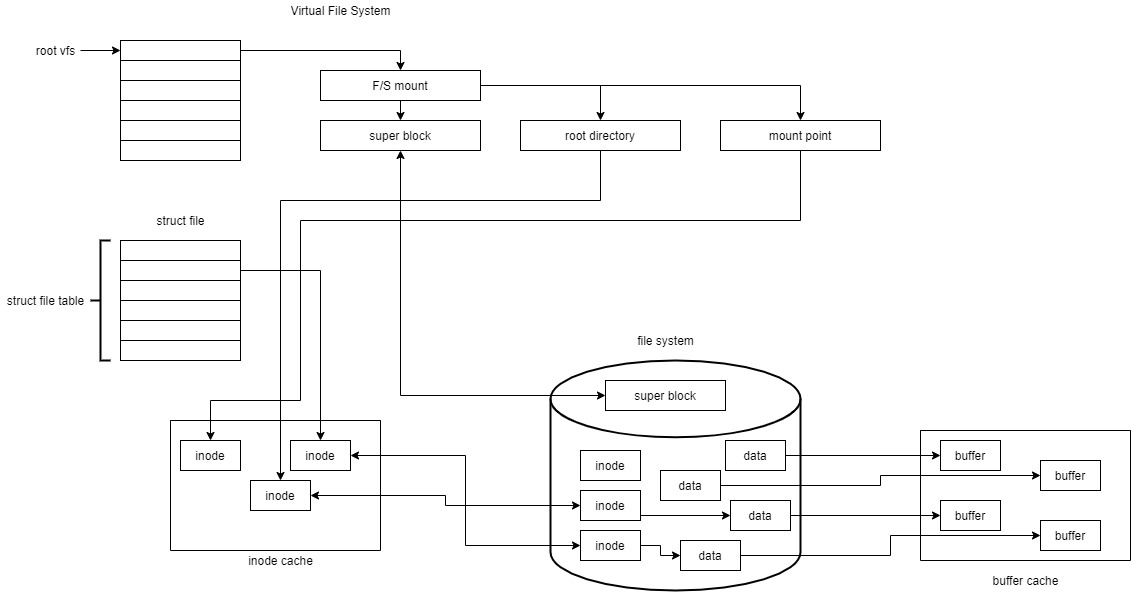 Virtual File System
root vfs
F/S mount
super block
root directory
mount point
struct file
struct file table
file system
super block
inode
inode
inode
inode cache
inode
inode
inode
data
data
data
data
buffer
buffer
buffer
buffer
buffer cache